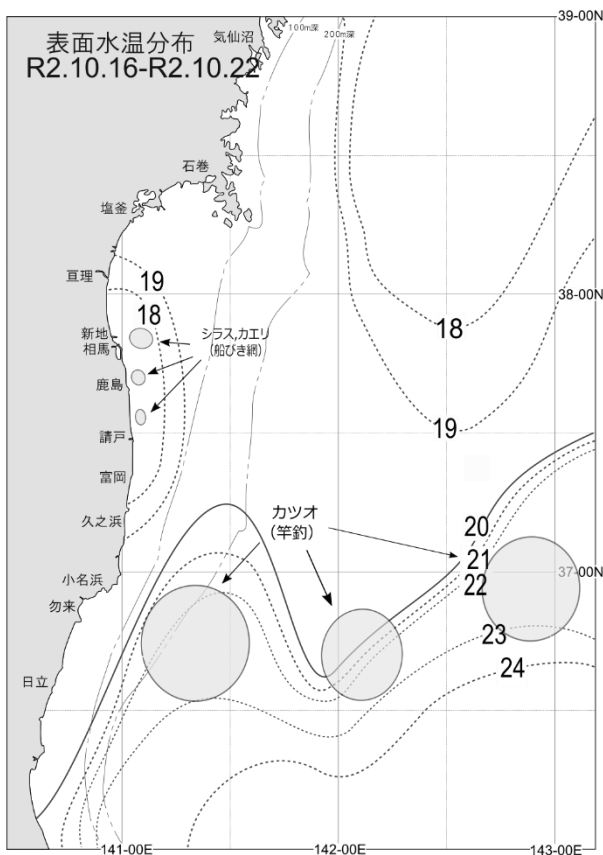 表面水温分布
R2.10.16-R2.10.22
気仙沼
100m深
200m深
39-00N
石巻
塩釜
亘理
19
18
38-00N
新地
相馬
シラス,カエリ
(船びき網)
18
鹿島
19
請戸
富岡
カツオ
(竿釣)
久之浜
20
21
22
37-00N
小名浜
勿来
23
24
日立
141-00E
142-00E
143-00E